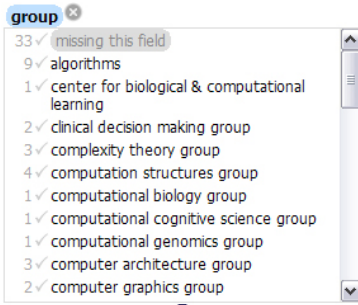 group
33 missing this field
9 algorithms
1 center for biological & computational
learning
2 clinical decision making group
3 complexity theory group
4 computation structures group
1 computational biology group
1 computational cognitive science group
1 computational genomics group
3 computer architecture group
2 computer graphics group